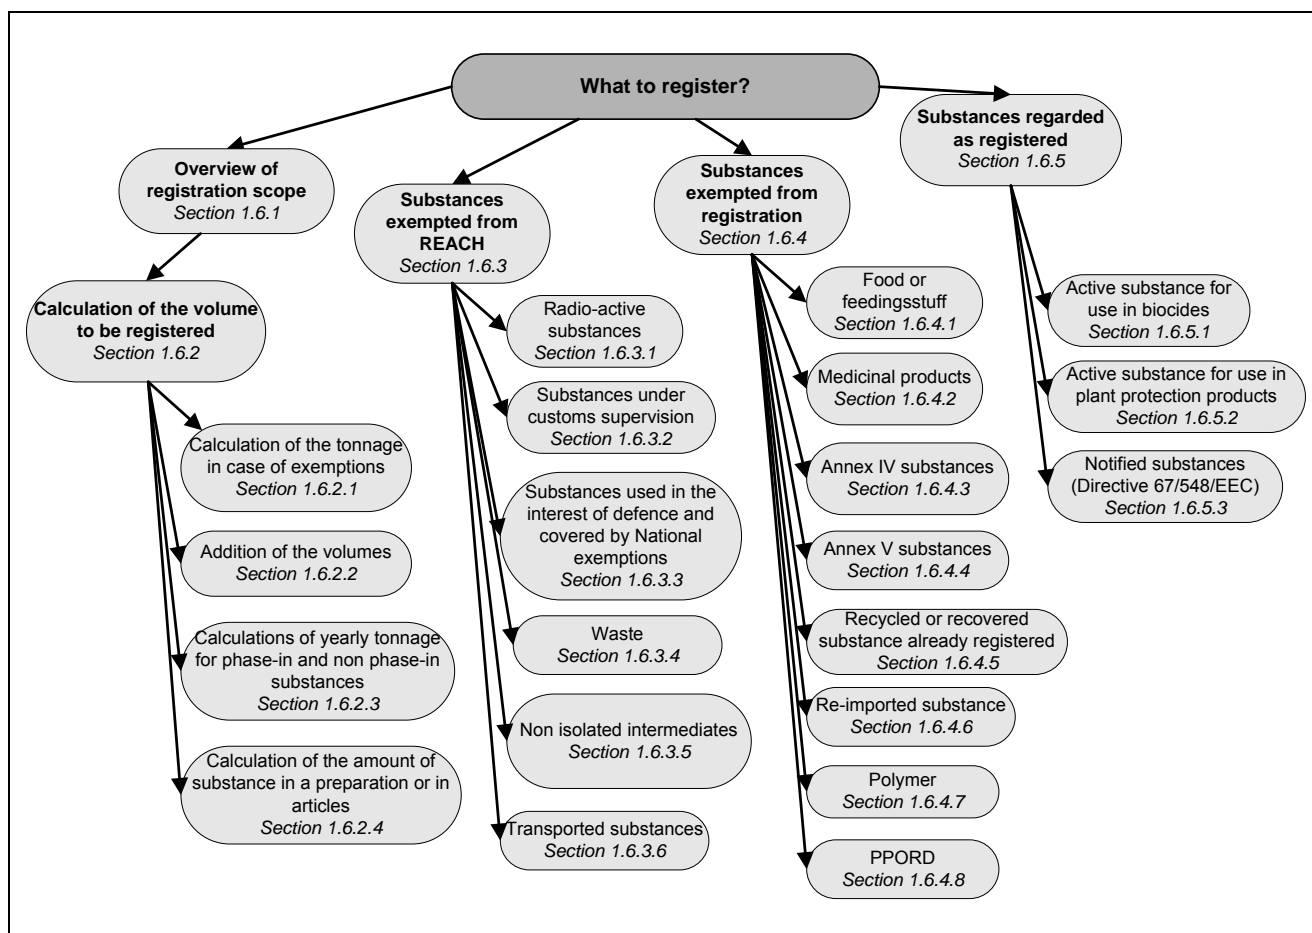 What to register?
Overview of
registration scope
Section 1.6.1
Calculation of the volume
to be registered
Section 1.6.2
Calculation of the tonnage
in case of exemptions
Section 1.6.2.1
Addition of the volumes
Section 1.6.2.2
Calculations of yearly tonnage
for phase-in and non phase-in
substances
Section 1.6.2.3
Calculation of the amount of
substance in a preparation or in
articles
Section 1.6.2.4
Substances
exempted from
REACH
Section 1.6.3
Radio-active
substances
Section 1.6.3.1
Substances under
customs supervision
Section 1.6.3.2
Substances used in the
interest of defence and
covered by National
exemptions
Section 1.6.3.3
Waste
Section 1.6.3.4
Non isolated intermediates
Section 1.6.3.5
Transported substances
Section 1.6.3.6
Substances
exempted from
registration
Section 1.6.4
Food or
feedingsstuff
Section 1.6.4.1
Medicinal products
Section 1.6.4.2
Annex IV substances
Section 1.6.4.3
Annex V substances
Section 1.6.4.4
Recycled or recovered
substance already registered
Section 1.6.4.5
Re-imported substance
Section 1.6.4.6
Polymer
Section 1.6.4.7
PPORD
Section 1.6.4.8
Substances regarded
as registered
Section 1.6.5
Active substance for
use in biocides
Section 1.6.5.1
Active substance for use in
plant protection products
Section 1.6.5.2
Notified substances
(Directive 67/548/EEC)
Section 1.6.5.3